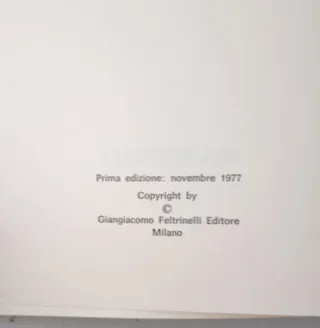 Prima edizione: novembre 1977
Copyright by
©
Giangiacomo Feltrinelli Editore
Milano